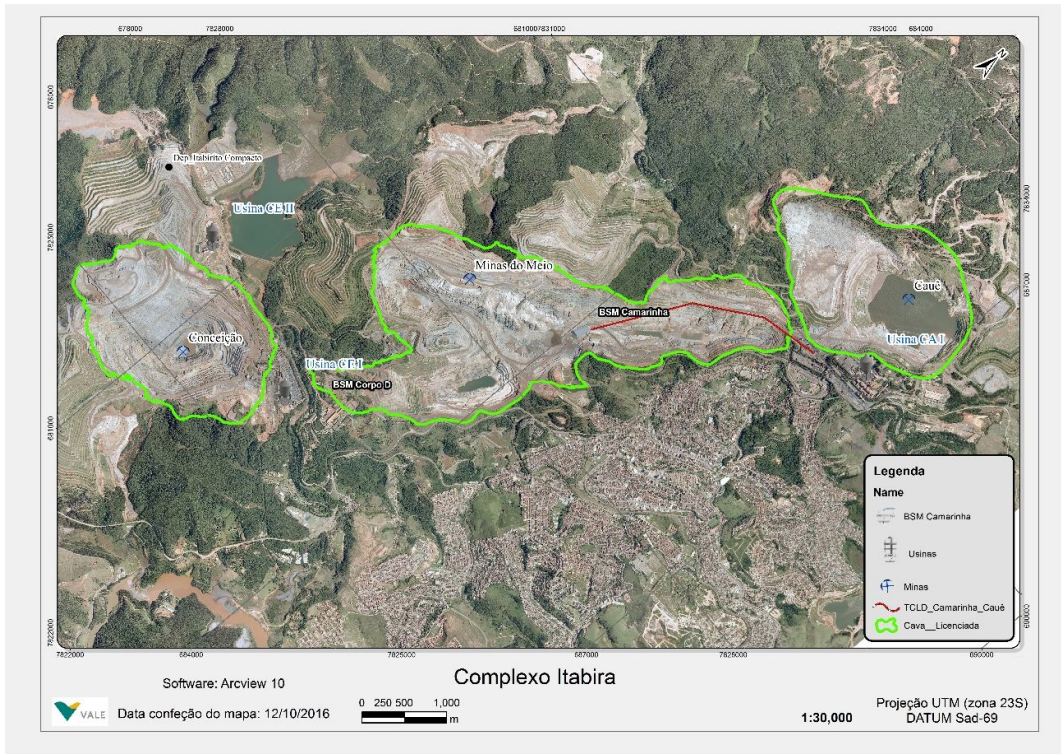 678000 7828000 681000 7831000 7834000 684000
678000
Dep. Itabirito Compacto
Usina CE II
7834000
7825000
Minas do Meio
687000
Cauê
BSM Camarinha
Conceição
Usina CA I
Usina CE I
BSM Corpo D
681000
Legenda
Name
BSM Camarinha
Usinas
Minas
TCLD_Camarinha_Cauê
Cava__Licenciada
690000
7822000
7822000 684000 7825000 687000 7828000 690000
Complexo Itabira
Software: Arcview 10
VALE
Data confeção do mapa: 12/10/2016
0 250 500 1,000
m
1:30,000
Projeção UTM (zona 23S)
DATUM Sad-69